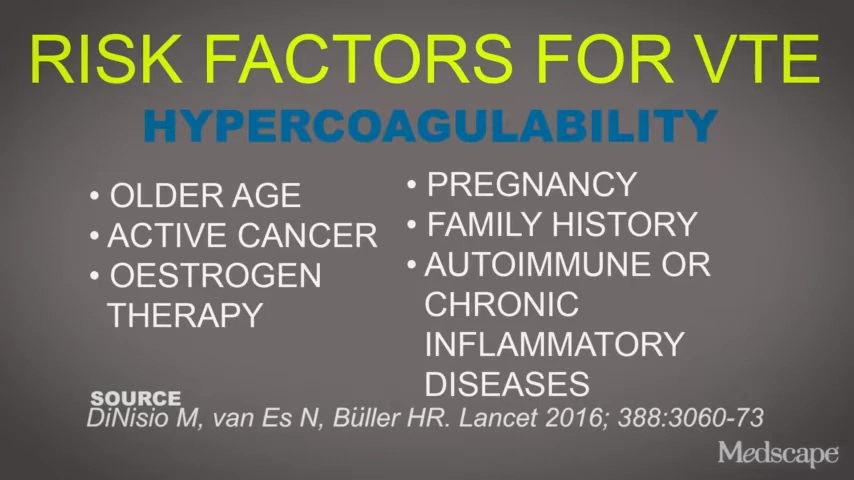 RISK FACTORS FOR VTE
HYPERCOAGULABILITY
• OLDER AGE
• ACTIVE CANCER
• OESTROGEN
THERAPY
• PREGNANCY
• FAMILY HISTORY
• AUTOIMMUNE OR
CHRONIC
INFLAMMATORY
DISEASES
SOURCE
DiNisio M, van Es N, Büller HR. Lancet 2016; 388:3060-73
Medscape